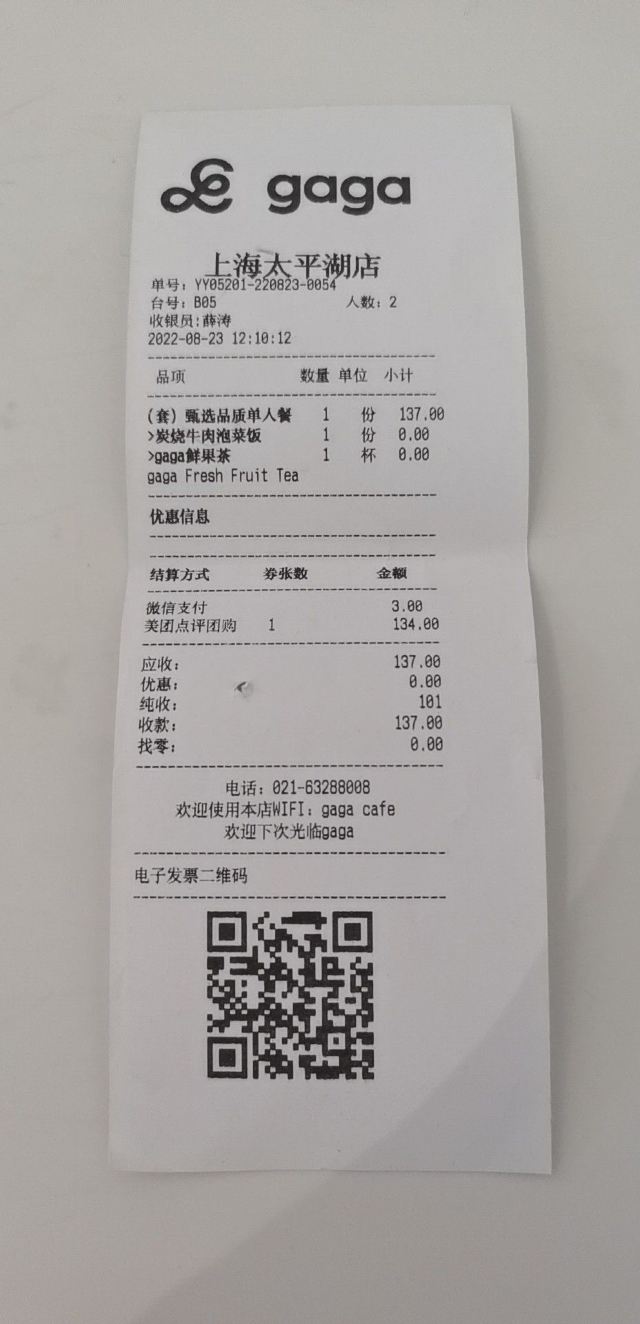 gaga
上海太平湖店
单号：YY05201-220823-0054
台号：B05 人数：2
收银员：薛涛
2022-08-23 12:10:12
品项 数量 单位 小计
（套）甄选品质单人餐 1 份 137.00
>炭烧牛肉泡菜饭 1 份 0.00
>gaga鲜果茶 1 杯 0.00
gaga Fresh Fruit Tea
优惠信息
结算方式 券张数 金额
微信支付 3.00
美团点评团购 1 134.00
应收： 137.00
优惠： 0.00
纯收： 101
收款： 137.00
找零： 0.00
电话：021-63288008
欢迎使用本店WIFI：gaga cafe
欢迎下次光临gaga
电子发票二维码